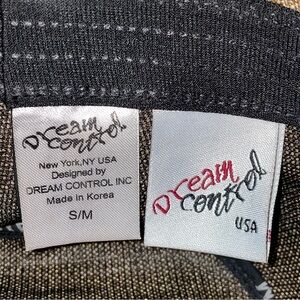 Dream
Control
New York,NY USA
Designed by
DREAM CONTROL INC
Made in Korea
S/M
Dream
Control
USA